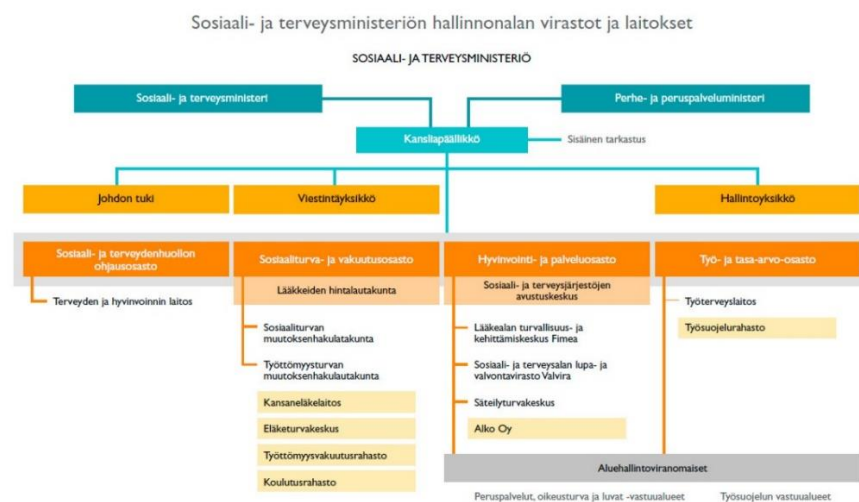 Sosiaali- ja terveysministeriön hallinnonalan virastot ja laitokset
SOSIAALI- JA TERVEYSMINISTERIÖ
Sosiaali- ja terveysministeri
Perhe- ja peruspalveluministeri
Kansliapäällikkö
Sisäinen tarkastus
Johdon tuki
Viestintäyksikkö
Hallintoyksikkö
Sosiaali- ja terveydenhuollon
ohjausosasto
Terveyden ja hyvinvoinnin laitos
Sosiaaliturva- ja vakuutusosasto
Lääkkeiden hintalautakunta
Sosiaaliturvan
muutoksenhakulatakunta
Työttömyysturvan
muutoksenhakulautakunta
Kansaneläkelaitos
Eläketurvakeskus
Työttömyysvakuutusrahasto
Koulutusrahasto
Hyvinvointi- ja palveluosasto
Sosiaali- ja terveysjärjestöjen
avustuskeskus
Lääkealan turvallisuus- ja
kehittämiskeskus Fimea
Sosiaali- ja terveysalan lupa- ja
valvontavirasto Valvira
Säteilyturvakeskus
Alko Oy
Työ- ja tasa-arvo-osasto
Työterveyslaitos
Työsuojelurahasto
Aluehallintoviranomaiset
Peruspalvelut, oikeusturva ja luvat -vastuualueet
Työsuojelun vastuualueet